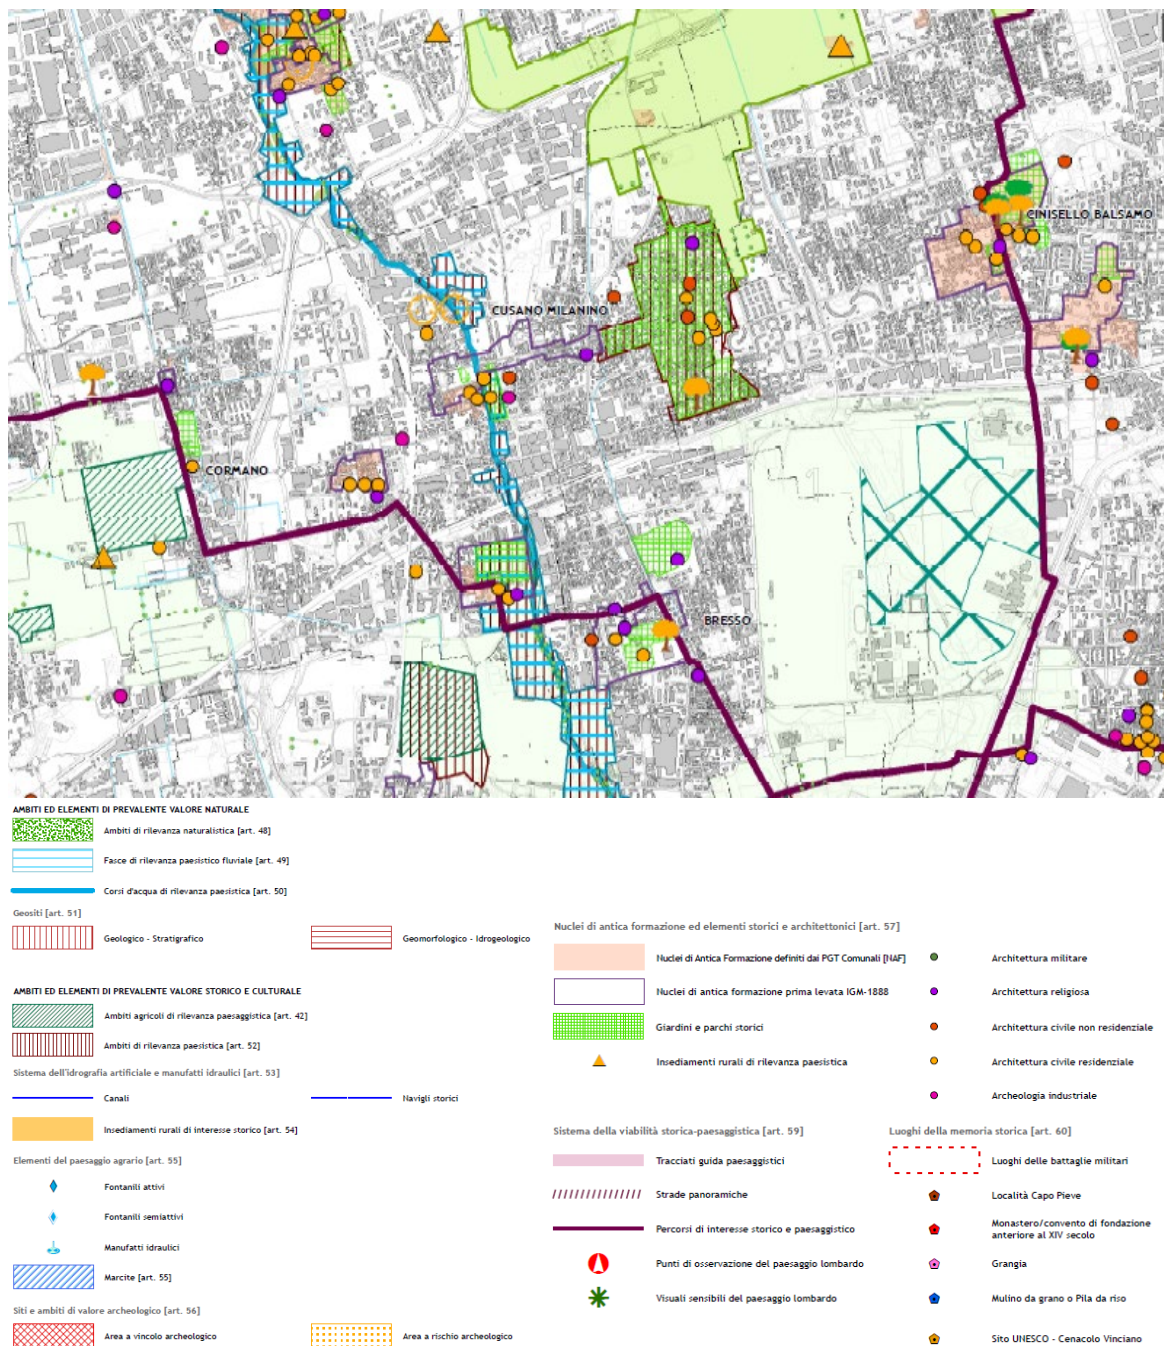 CINISELLO BALSAMO
CUSANO MILANINO
CORMANO
BRESSO
AMBITI ED ELEMENTI DI PREVALENTE VALORE NATURALE
Ambiti di rilevanza naturalistica [art. 48]
Fasce di rilevanza paesistico fluviale [art. 49]
Corsi d'acqua di rilevanza paesistica [art. 50]
Geositi [art. 51]
Geologico - Stratigrafico
Geomorfologico - Idrogeologico
AMBITI ED ELEMENTI DI PREVALENTE VALORE STORICO E CULTURALE
Ambiti agricoli di rilevanza paesaggistica [art. 42]
Ambiti di rilevanza paesistica [art. 52]
Sistema dell'idrografia artificiale e manufatti idraulici [art. 53]
Canali
Navigli storici
Insediamenti rurali di interesse storico [art. 54]
Elementi del paesaggio agrario [art. 55]
Fontanili attivi
Fontanili semiattivi
Manufatti idraulici
Marcite [art. 55]
Siti e ambiti di valore archeologico [art. 56]
Area a vincolo archeologico
Area a rischio archeologico
Nuclei di antica formazione ed elementi storici e architettonici [art. 57]
Nuclei di Antica Formazione definiti dai PGT Comunali [NAF]
Nuclei di antica formazione prima levata IGM-1888
Giardini e parchi storici
Insediamenti rurali di rilevanza paesistica
Architettura militare
Architettura religiosa
Architettura civile non residenziale
Architettura civile residenziale
Archeologia industriale
Sistema della viabilità storica-paesaggistica [art. 59]
Tracciati guida paesaggistici
Strade panoramiche
Percorsi di interesse storico e paesaggistico
Punti di osservazione del paesaggio lombardo
Visuali sensibili del paesaggio lombardo
Luoghi della memoria storica [art. 60]
Luoghi delle battaglie militari
Località Capo Pieve
Monastero/convento di fondazione
anteriore al XIV secolo
Grangia
Mulino da grano o Pila da riso
Sito UNESCO - Cenacolo Vinciano